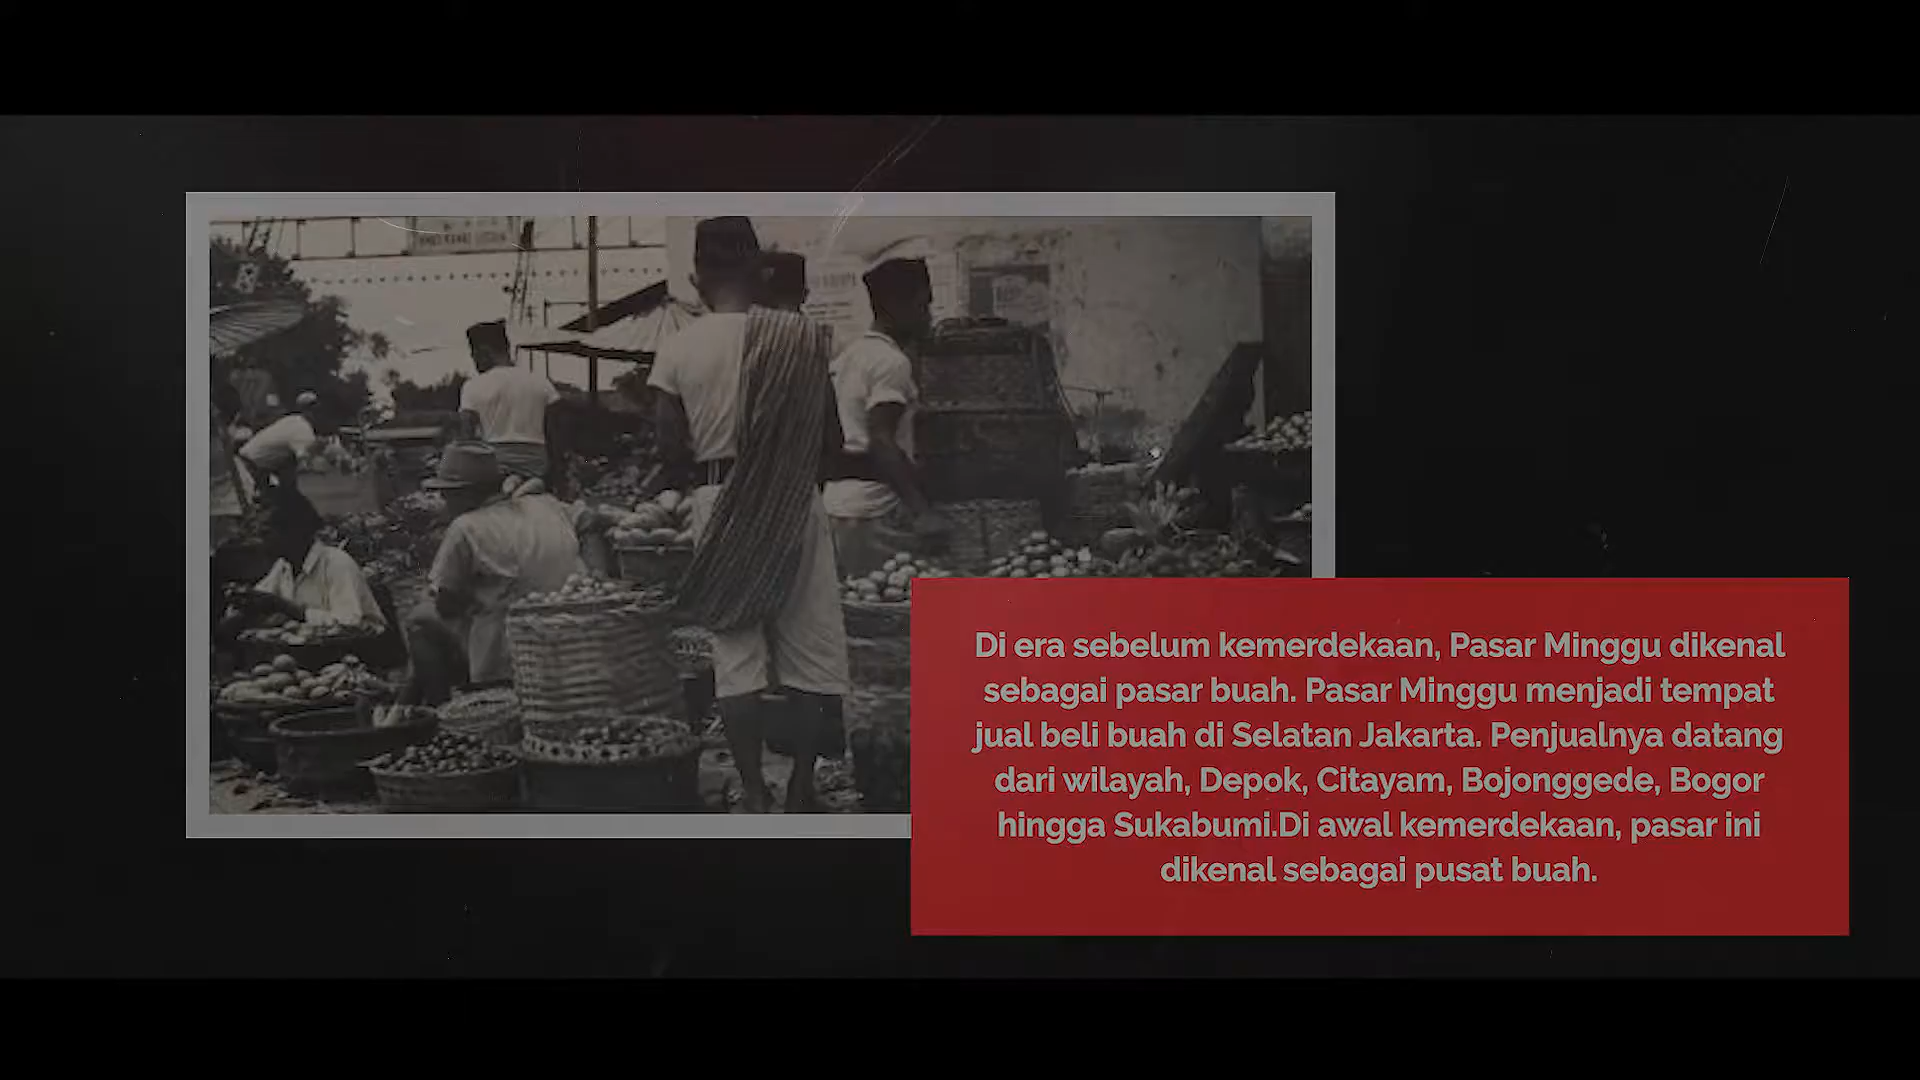 Di era sebelum kemerdekaan, Pasar Minggu dikenal
sebagai pasar buah. Pasar Minggu menjadi tempat
jual beli buah di Selatan Jakarta. Penjualnya datang
dari wilayah, Depok, Citayam, Bojonggede, Bogor
hingga Sukabumi.Di awal kemerdekaan, pasar ini
dikenal sebagai pusat buah.